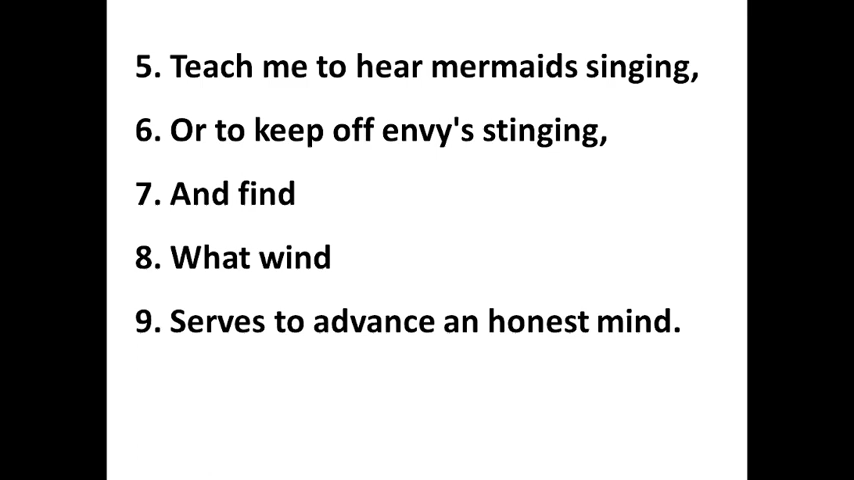 5. Teach me to hear mermaids singing,
6. Or to keep off envy's stinging,
7. And find
8. What wind
9. Serves to advance an honest mind.